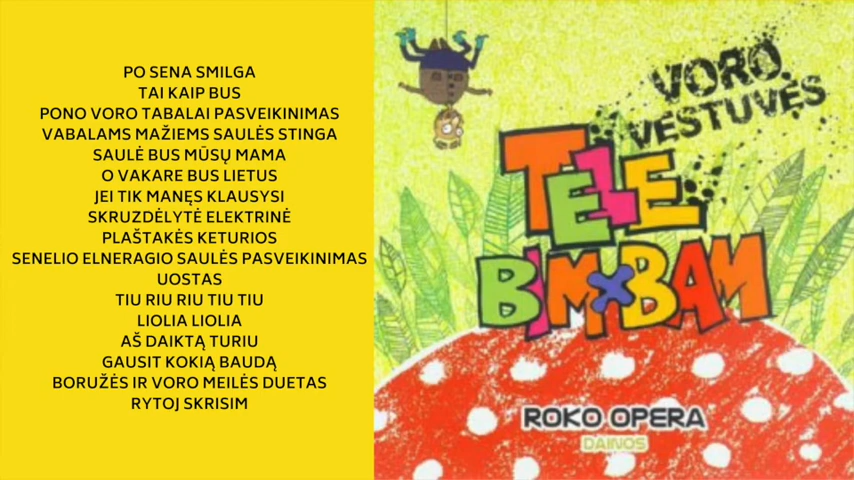 PO SENA SMILGA
TAI KAIP BUS
PONO VORO TABALAI PASVEIKINIMAS
VABALAMS MAŽIEMS SAULĖS STINGA
SAULĖ BUS MŪSŲ MAMA
O VAKARE BUS LIETUS
JEI TIK MANĘS KLAUSYSI
SKRUZDĖLYTĖ ELEKTRINĖ
PLAŠTAKĖS KETURIOS
SENELIO ELNERAGIO SAULĖS PASVEIKINIMAS
UOSTAS
TIU RIU RIU TIU TIU
LIOLIA LIOLIA
AŠ DAIKTĄ TURIU
GAUSIT KOKIĄ BAUDĄ
BORUŽĖS IR VORO MEILĖS DUETAS
RYTOJ SKRISIM
VORO
VESTUVĖS
TELE
BIM×BAM
ROKO OPERA
DAINOS